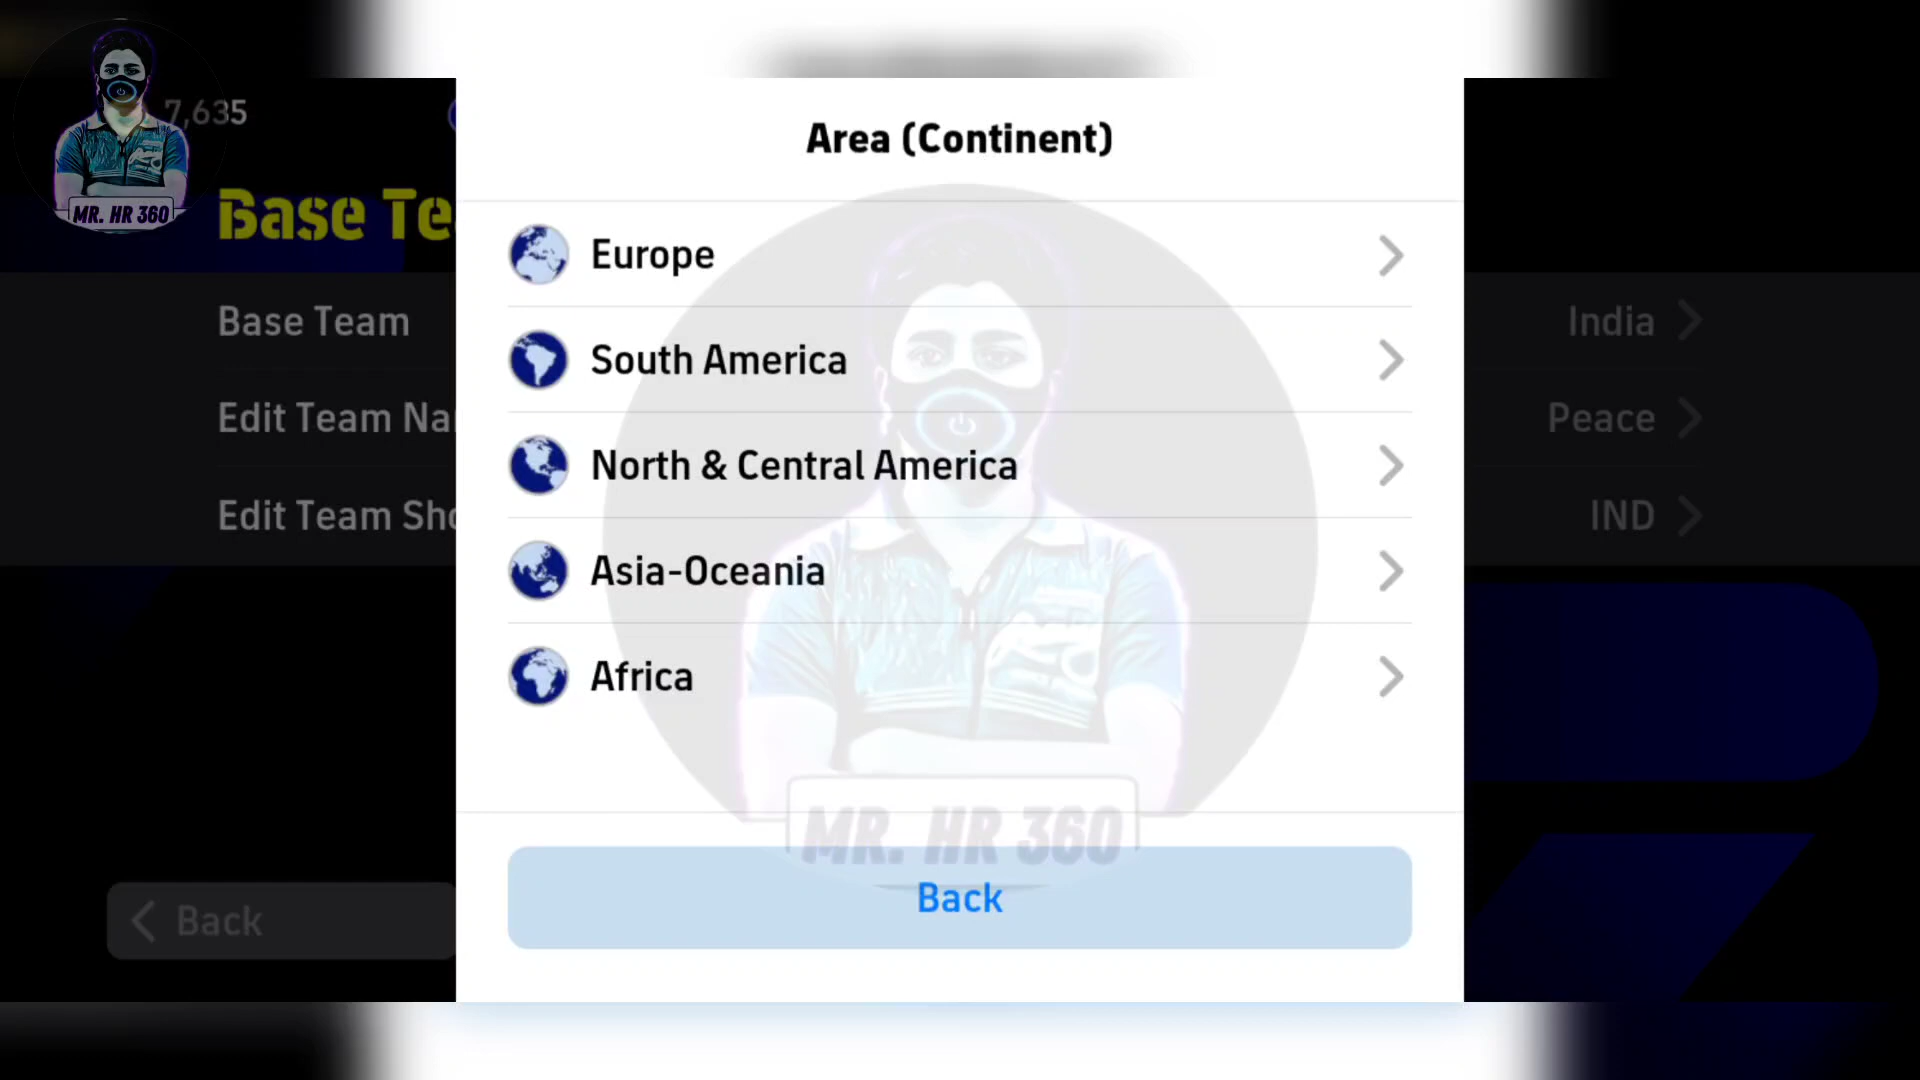 7,635
MR. HR 360
Base Te
Area (Continent)
Europe
South America
North & Central America
Asia-Oceania
Africa
Base Team
India
Edit Team Na
Peace
Edit Team Sho
IND
MR. HR 360
Back
Back